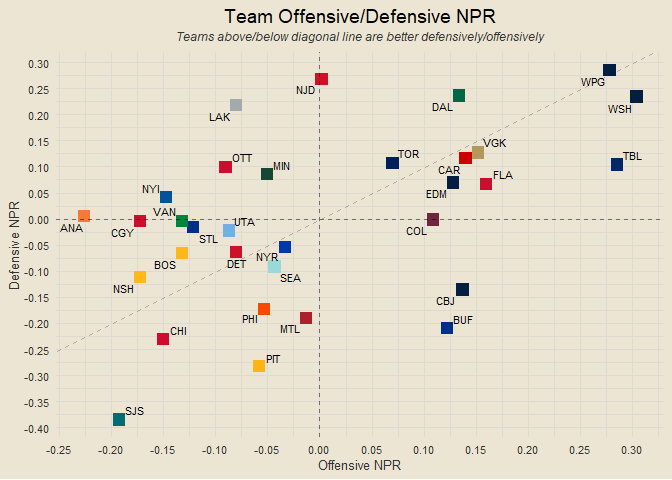 Team Offensive/Defensive NPR
Teams above/below diagonal line are better defensively/offensively
0.30
WPG
NJD
0.25
WSH
LAK
DAL
0.20
0.15
VGK
OTT
MIN
TOR
TBL
0.10
CAR
FLA
NYI
EDM
0.05
VAN
0.00
ANA
CGY
STL
UTA
COL
Defensive NPR
-0.05
BOS
DET
NYR
SEA
-0.10
NSH
-0.15
CBJ
PHI
MTL
BUF
-0.20
CHI
-0.25
PIT
-0.30
-0.35
SJS
-0.40
-0.25 -0.20 -0.15 -0.10 -0.05 0.00 0.05 0.10 0.15 0.20 0.25 0.30
Offensive NPR